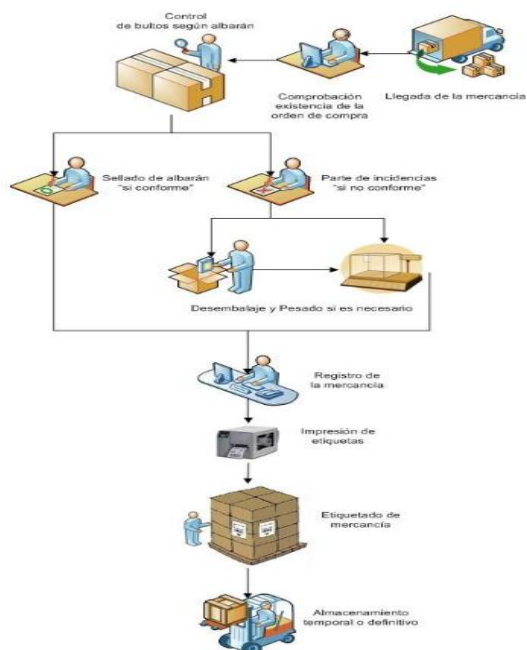 Control
de bultos según albarán
Comprobación
existencia de la
orden de compra
Llegada de la mercancía
Sellado de albarán
"si conforme"
Parte de incidencias
"si no conforme"
Desembalaje y Pesado si es necesario
Registro de
la mercancía
Impresión de
etiquetas
Etiquetado de
mercancía
Almacenamiento
temporal o definitivo